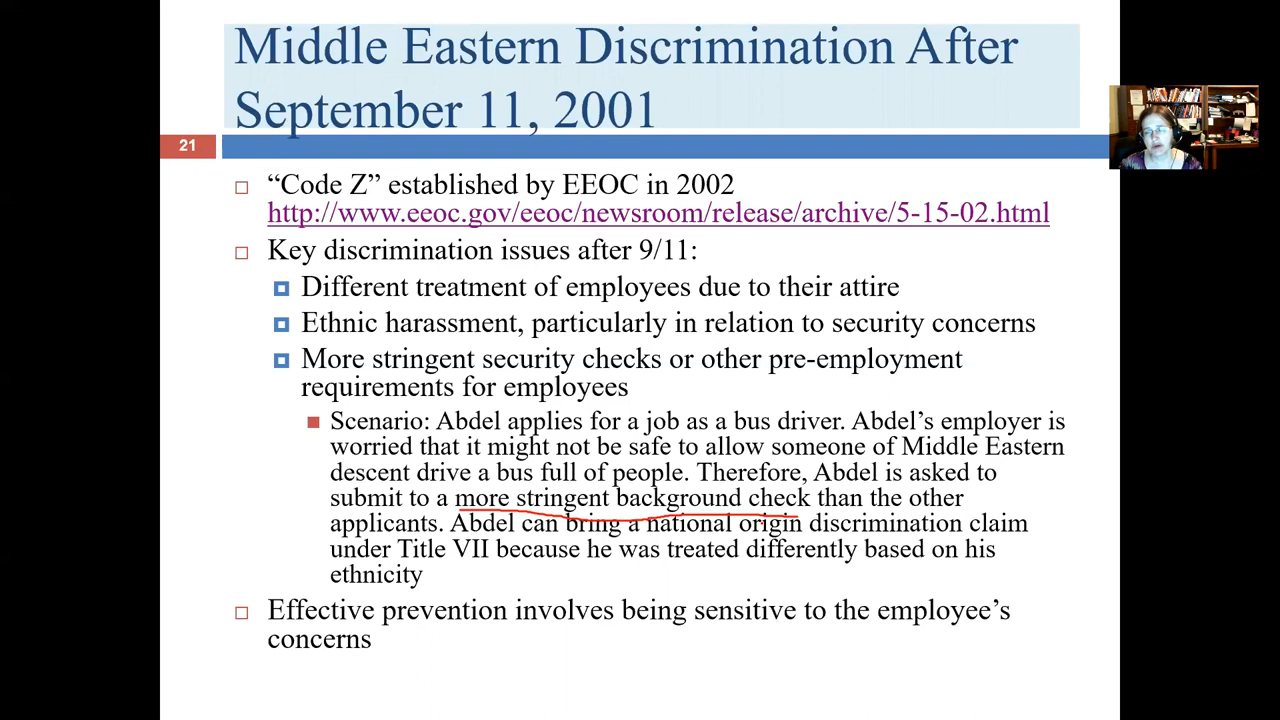 Middle Eastern Discrimination After
September 11, 2001
21
“Code Z” established by EEOC in 2002
http://www.eeoc.gov/eeoc/newsroom/release/archive/5-15-02.html
Key discrimination issues after 9/11:
Different treatment of employees due to their attire
Ethnic harassment, particularly in relation to security concerns
More stringent security checks or other pre-employment
requirements for employees
Scenario: Abdel applies for a job as a bus driver. Abdel’s employer is
worried that it might not be safe to allow someone of Middle Eastern
descent drive a bus full of people. Therefore, Abdel is asked to
submit to a more stringent background check than the other
applicants. Abdel can bring a national origin discrimination claim
under Title VII because he was treated differently based on his
ethnicity
Effective prevention involves being sensitive to the employee’s
concerns